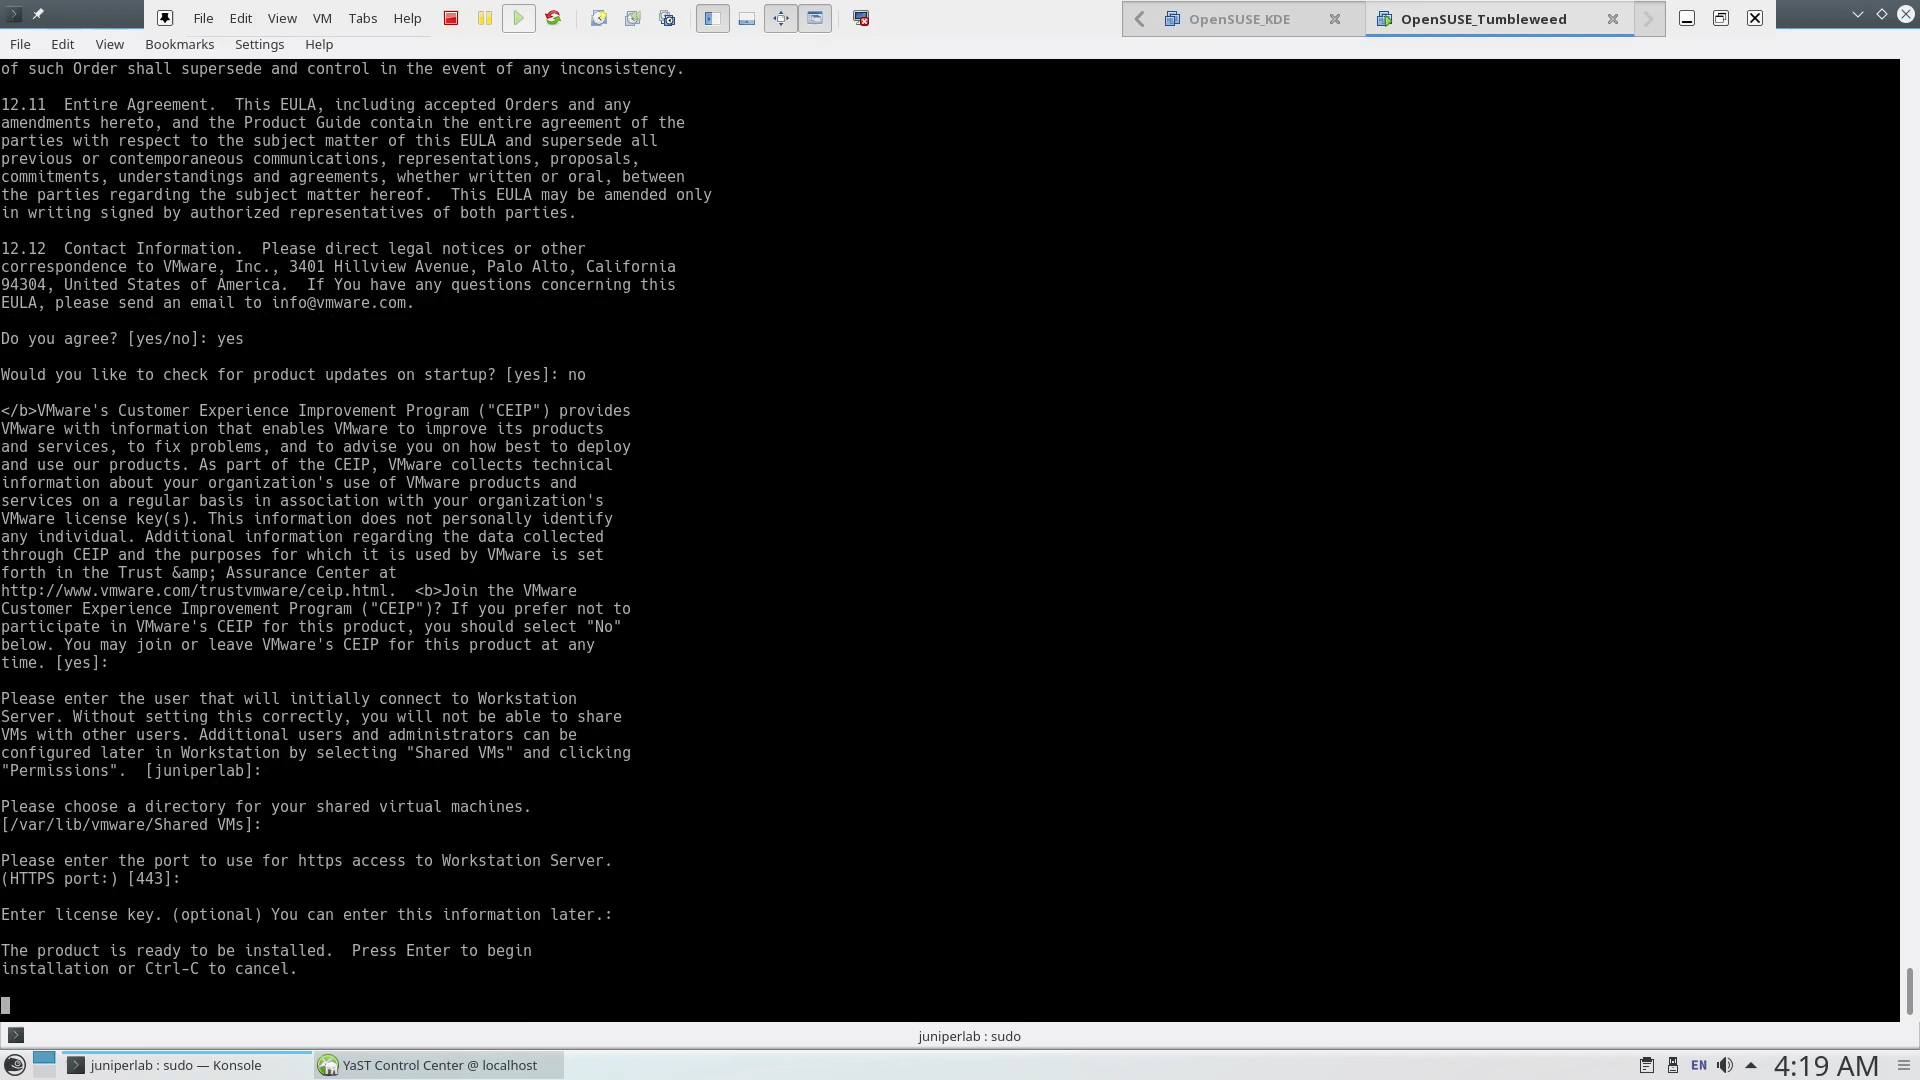 File Edit View VM Tabs Help
OpenSUSE_KDE
OpenSUSE_Tumbleweed
File Edit View Bookmarks Settings Help
of such Order shall supersede and control in the event of any inconsistency.
12.11  Entire Agreement.  This EULA, including accepted Orders and any
amendments hereto, and the Product Guide contain the entire agreement of the
parties with respect to the subject matter of this EULA and supersede all
previous or contemporaneous communications, representations, proposals,
commitments, understandings and agreements, whether written or oral, between
the parties regarding the subject matter hereof.  This EULA may be amended only
in writing signed by authorized representatives of both parties.
12.12  Contact Information.  Please direct legal notices or other
correspondence to VMware, Inc., 3401 Hillview Avenue, Palo Alto, California
94304, United States of America.  If You have any questions concerning this
EULA, please send an email to info@vmware.com.
Do you agree? [yes/no]: yes
Would you like to check for product updates on startup? [yes]: no
</b>VMware's Customer Experience Improvement Program ("CEIP") provides
VMware with information that enables VMware to improve its products
and services, to fix problems, and to advise you on how best to deploy
and use our products. As part of the CEIP, VMware collects technical
information about your organization's use of VMware products and
services on a regular basis in association with your organization's
VMware license key(s). This information does not personally identify
any individual. Additional information regarding the data collected
through CEIP and the purposes for which it is used by VMware is set
forth in the Trust &amp; Assurance Center at
http://www.vmware.com/trustvmware/ceip.html.  <b>Join the VMware
Customer Experience Improvement Program ("CEIP")? If you prefer not to
participate in VMware's CEIP for this product, you should select "No"
below. You may join or leave VMware's CEIP for this product at any
time. [yes]:
Please enter the user that will initially connect to Workstation
Server. Without setting this correctly, you will not be able to share
VMs with other users. Additional users and administrators can be
configured later in Workstation by selecting "Shared VMs" and clicking
"Permissions".  [juniperlab]:
Please choose a directory for your shared virtual machines.
[/var/lib/vmware/Shared VMs]:
Please enter the port to use for https access to Workstation Server.
(HTTPS port:) [443]:
Enter license key. (optional) You can enter this information later.:
The product is ready to be installed.  Press Enter to begin
installation or Ctrl-C to cancel.
juniperlab : sudo
juniperlab : sudo — Konsole
YaST Control Center @ localhost
EN
4:19 AM